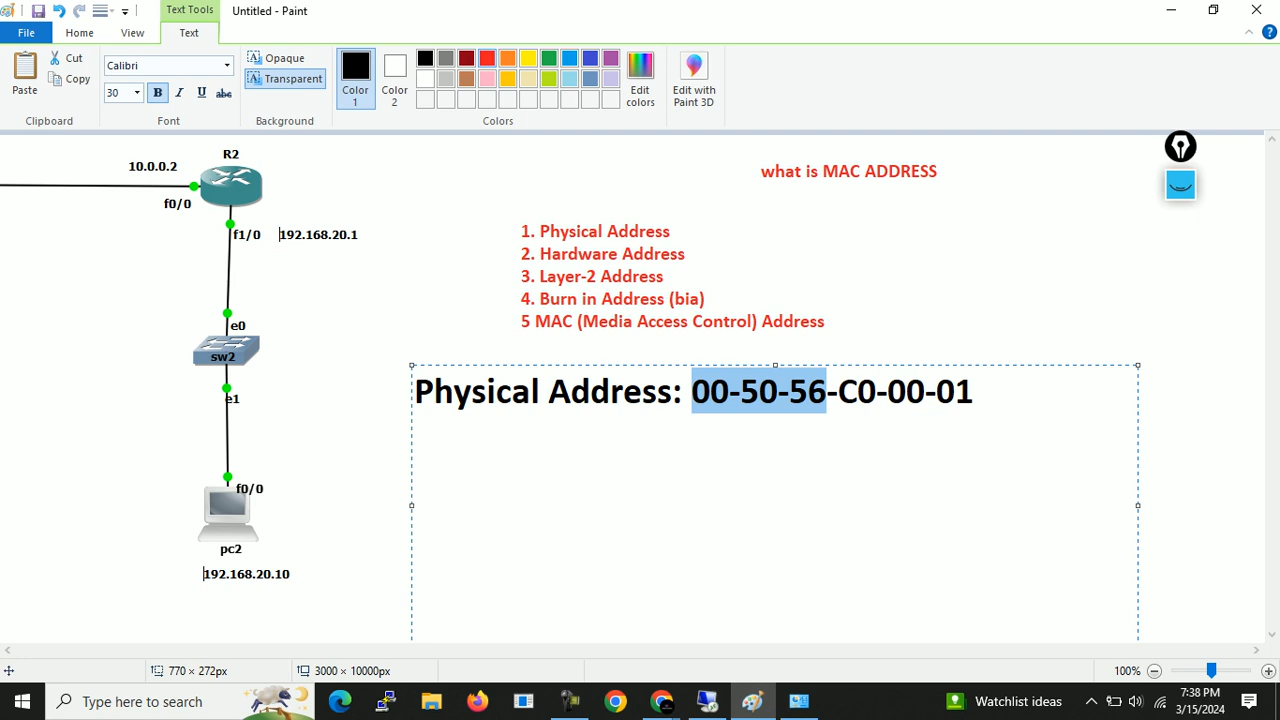 Text Tools
Untitled - Paint
File
Home
View
Text
Paste
Cut
Copy
Clipboard
Calibri
30
B
I
U
abc
Font
Opaque
Transparent
Background
Color 1
Color 2
Edit colors
Colors
Edit with Paint 3D
10.0.0.2
R2
f0/0
f1/0
192.168.20.1
e0
sw2
e1
f0/0
pc2
192.168.20.10
what is MAC ADDRESS
1. Physical Address
2. Hardware Address
3. Layer-2 Address
4. Burn in Address (bia)
5 MAC (Media Access Control) Address
Physical Address: 00-50-56-C0-00-01
770 × 272px
3000 × 10000px
100%
Type here to search
Watchlist ideas
7:38 PM
3/15/2024